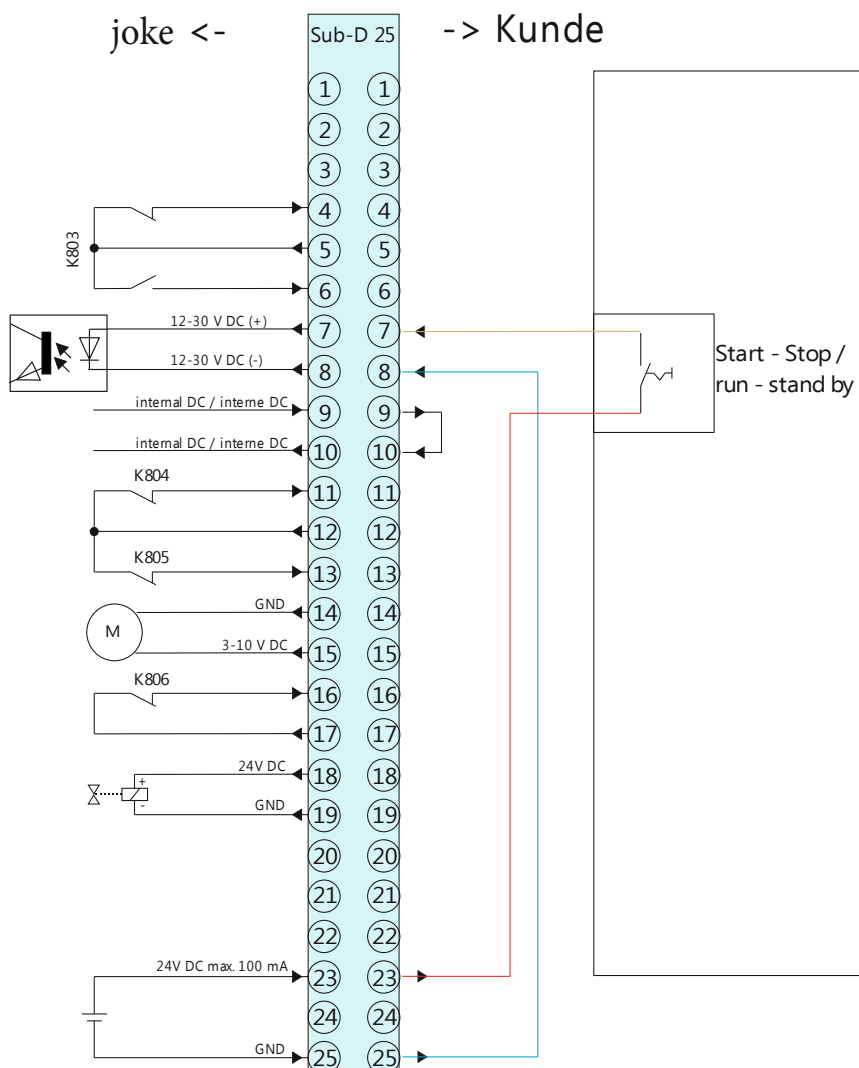 joke <-
Sub-D 25
-> Kunde
1 1
2 2
3 3
4 4
K803
5 5
6 6
12-30 V DC (+)
7 7
12-30 V DC (-)
8 8
Start - Stop /
run - stand by
internal DC / interne DC
9 9
internal DC / interne DC
10 10
K804
11 11
12 12
K805
13 13
GND
14 14
M
3-10 V DC
15 15
K806
16 16
17 17
24V DC
18 18
+
-
GND
19 19
20 20
21 21
22 22
24V DC max. 100 mA
23 23
24 24
GND
25 25